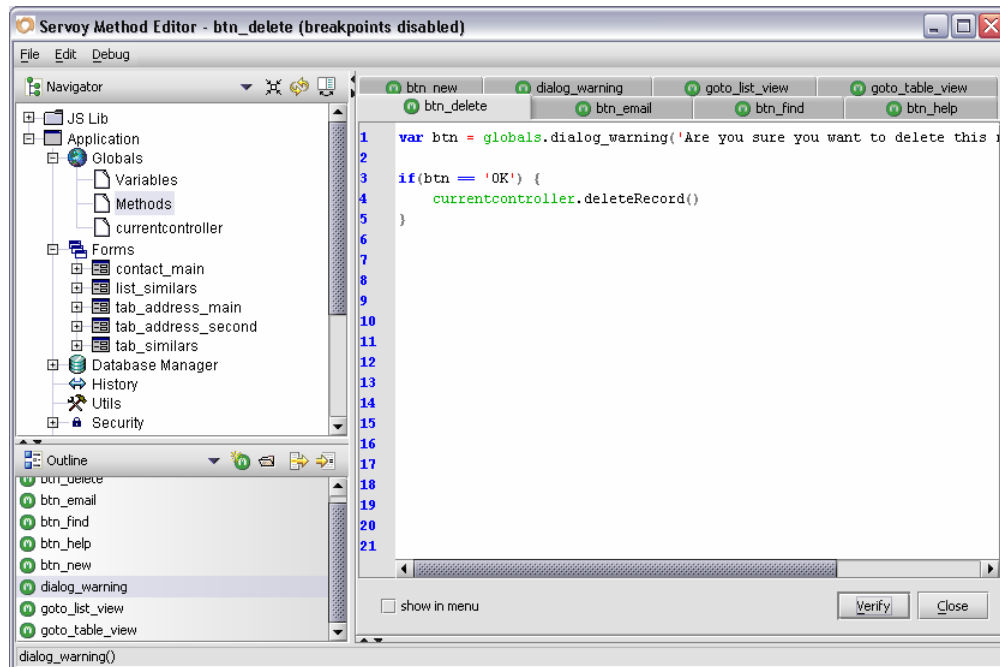 Servoy Method Editor - btn_delete (breakpoints disabled)
File Edit Debug
Navigator
JS Lib
Application
Globals
Variables
Methods
currentcontroller
Forms
contact_main
list_similars
tab_address_main
tab_address_second
tab_similars
Database Manager
History
Utils
Security
Outline
btn_delete
btn_email
btn_find
btn_help
btn_new
dialog_warning
goto_list_view
goto_table_view
dialog_warning()
btn_new dialog_warning goto_list_view goto_table_view
btn_delete btn_email btn_find btn_help
1 var btn = globals.dialog_warning('Are you sure you want to delete this
2
3 if(btn == 'OK') {
4 currentcontroller.deleteRecord()
5 }
6
7
8
9
10
11
12
13
14
15
16
17
18
19
20
21
show in menu Verify Close